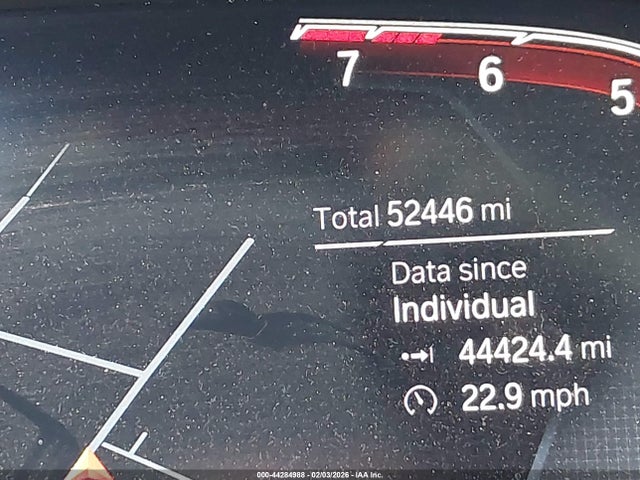 7
6
5
Total 52446 mi
Data since
Individual
44424.4 mi
22.9 mph
000-44284988 - 02/03/2026 - IAA Inc.